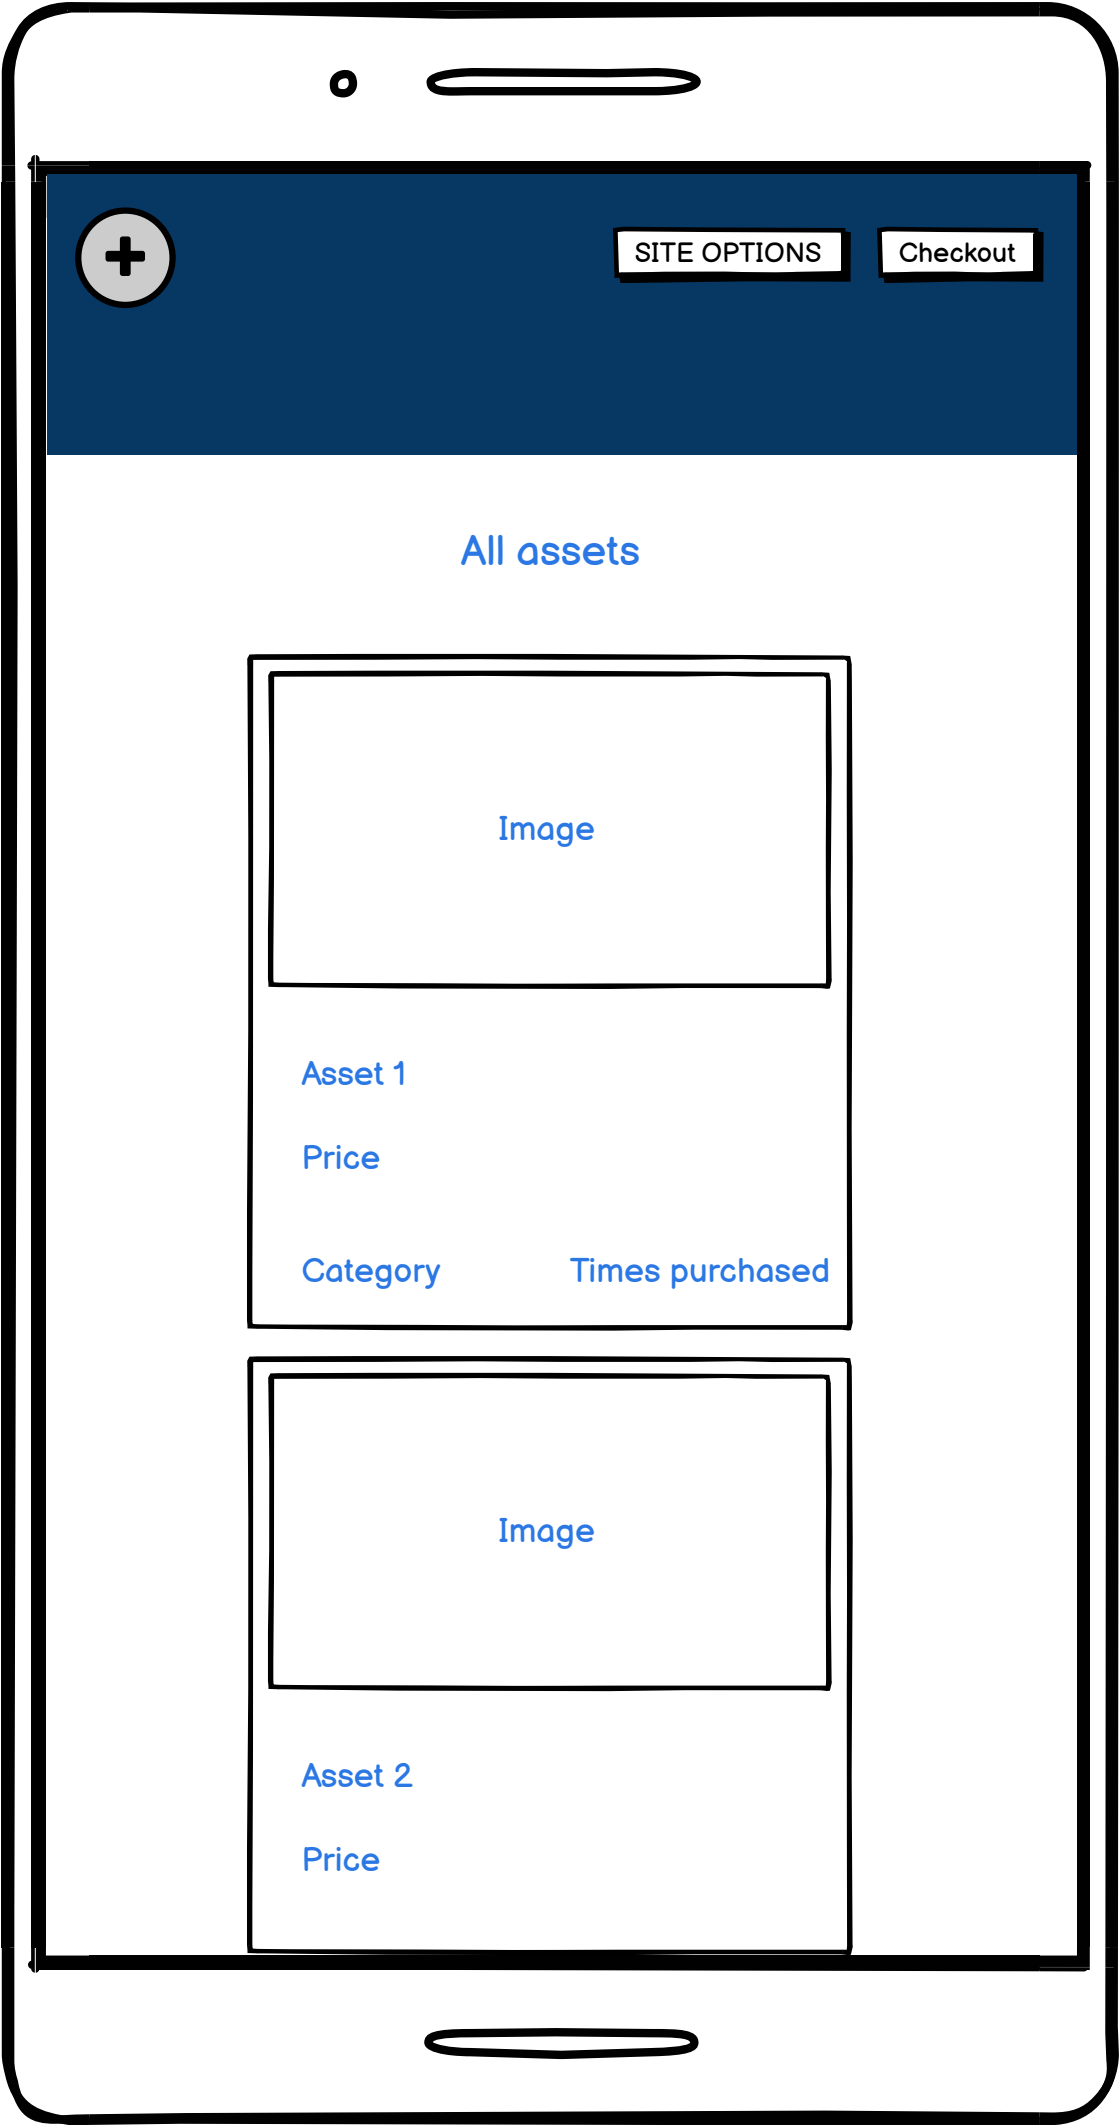 SITE OPTIONS
Checkout
All assets
Image
Asset 1
Price
Category
Times purchased
Image
Asset 2
Price